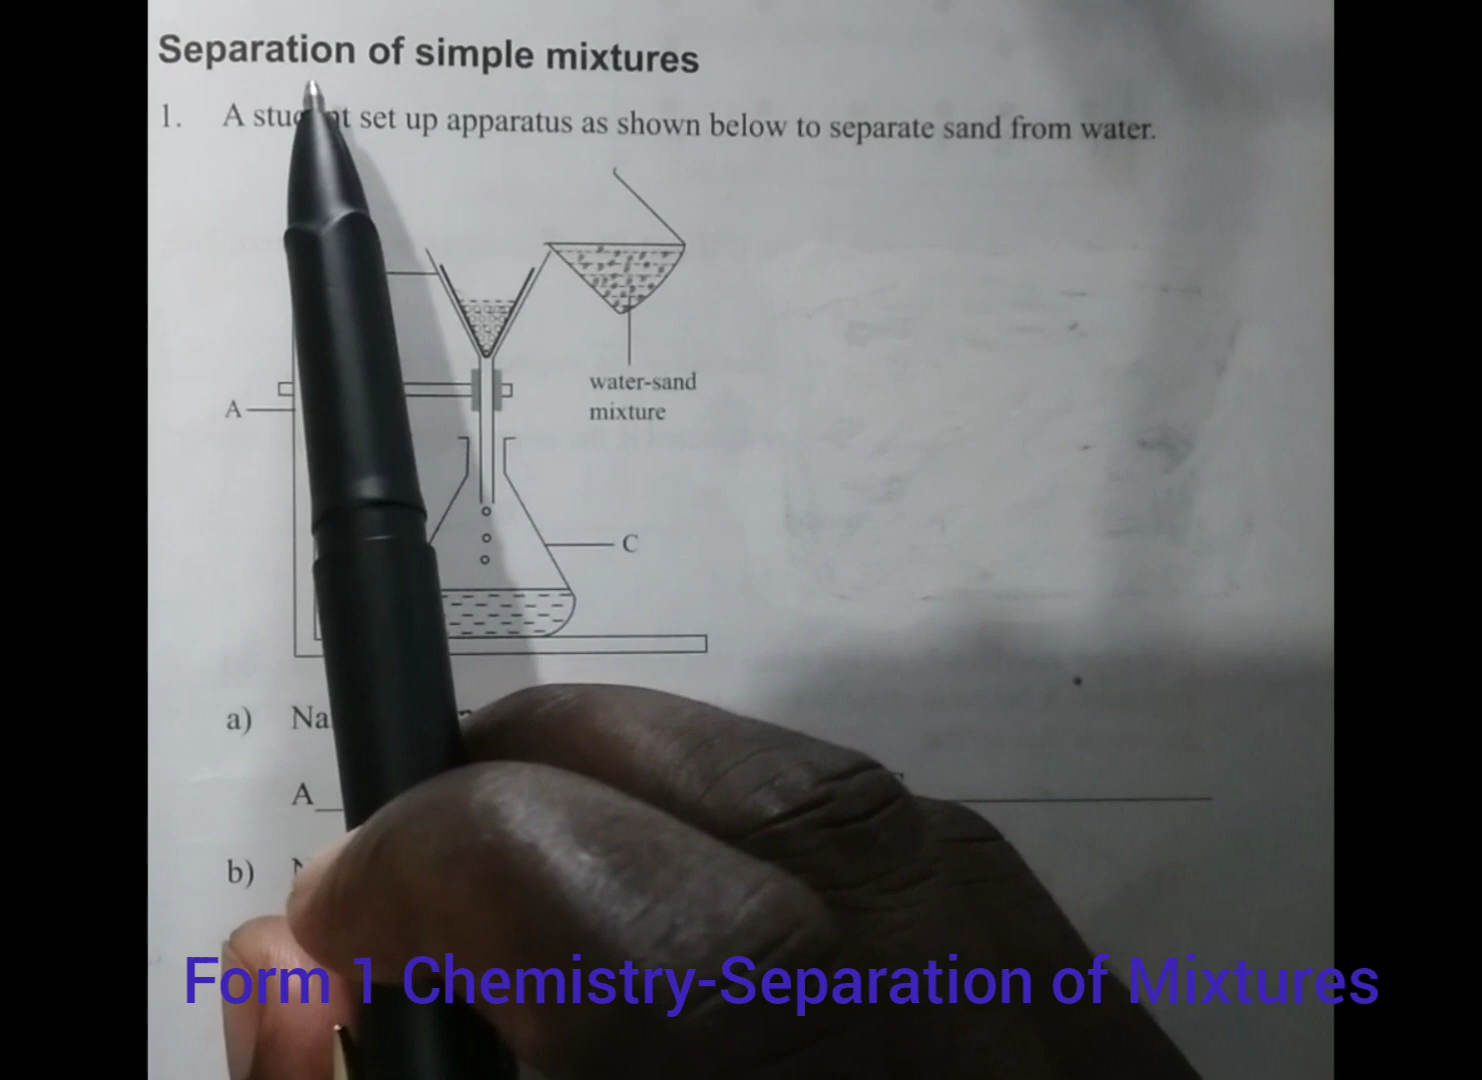 Separation of simple mixtures
1. A student set up apparatus as shown below to separate sand from water.
water-sand
mixture
A
C
a)
A
b)
Form 1 Chemistry-Separation of Mixtures